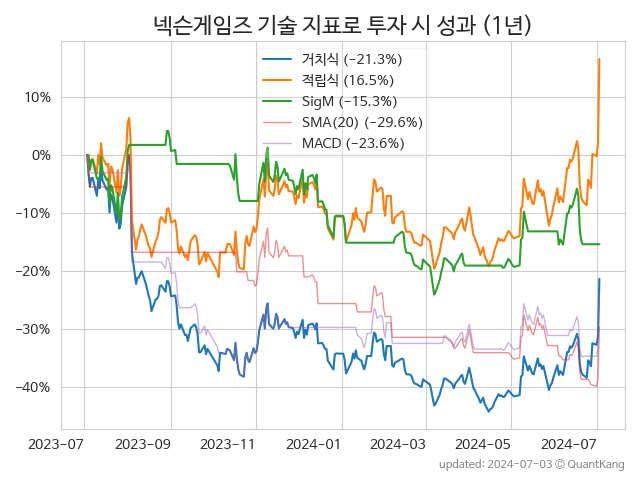 넥슨게임즈 기술 지표로 투자 시 성과 (1년)
거치식 (−21.3%)
적립식 (16.5%)
SigM (−15.3%)
SMA(20) (−29.6%)
MACD (−23.6%)
10%
0%
−10%
−20%
−30%
−40%
2023-07 2023-09 2023-11 2024-01 2024-03 2024-05 2024-07
updated: 2024-07-03 ⓒ QuantKang